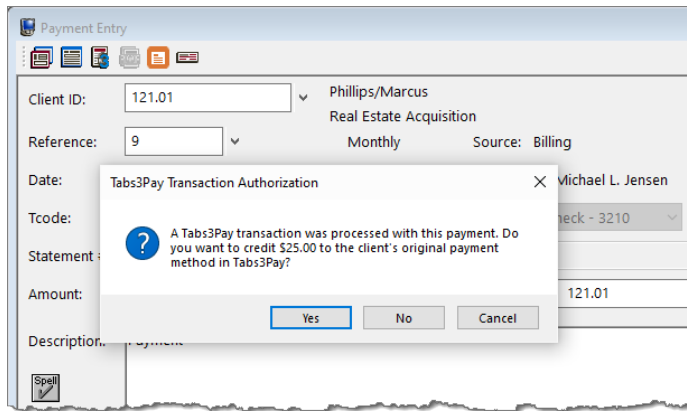 Payment Entry
Client ID: 121.01 Phillips/Marcus
Real Estate Acquisition
Reference: 9 Monthly Source: Billing
Date: Michael L. Jensen
Tabs3Pay Transaction Authorization
Tcode: heck - 3210
A Tabs3Pay transaction was processed with this payment. Do
you want to credit $25.00 to the client's original payment
method in Tabs3Pay?
Statement #
Amount: 121.01
Yes No Cancel
Description: Payment
Spell